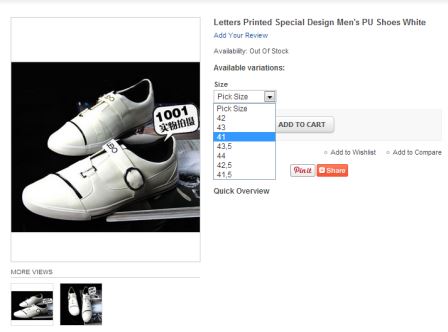 Letters Printed Special Design Men's PU Shoes White
Add Your Review
Availability: Out Of Stock
Available variations:
Size
Pick Size
Pick Size
42
43
41
43,5
44
42,5
41,5
ADD TO CART
Add to Wishlist
Add to Compare
Pin it
Share
Quick Overview
1001
实物拍摄
MORE VIEWS